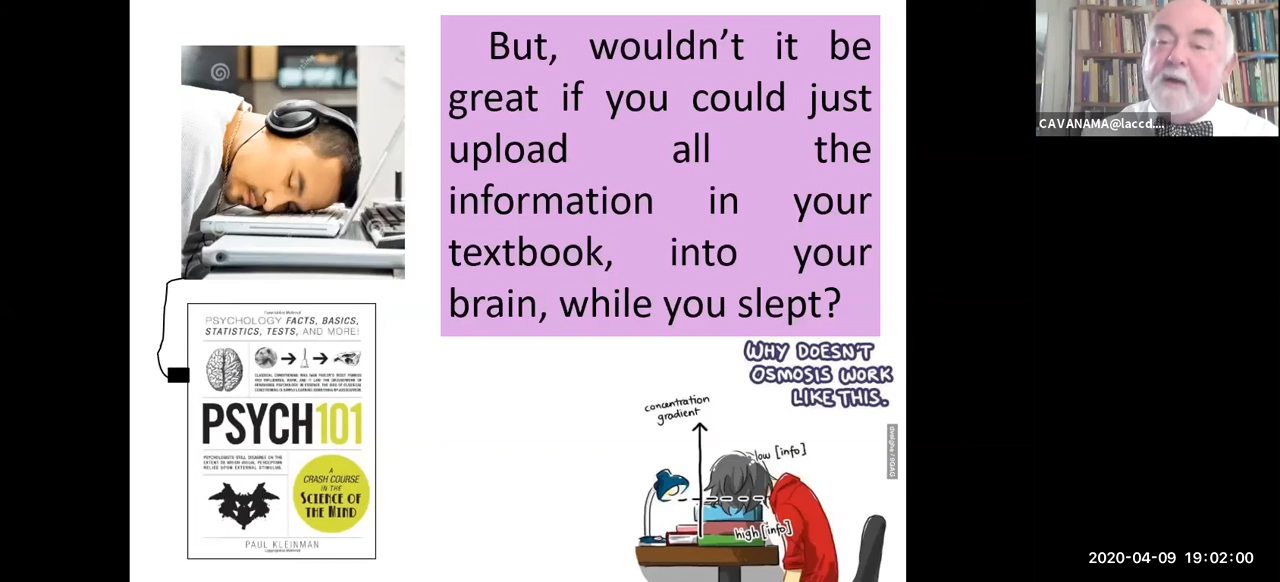 But, wouldn’t it be
great if you could just
upload all the
information in your
textbook, into your
brain, while you slept?
CAVANAMA@laccd....
PSYCHOLOGY FACTS, BASICS,
STATISTICS, TESTS, AND MORE!
PSYCH101
A
CRASH COURSE
IN THE
SCIENCE OF
THE MIND
PAUL KLEINMAN
WHY DOESN'T
OSMOSIS WORK
LIKE THIS.
concentration
gradient
low [info]
high [info]
2020-04-09 19:02:00